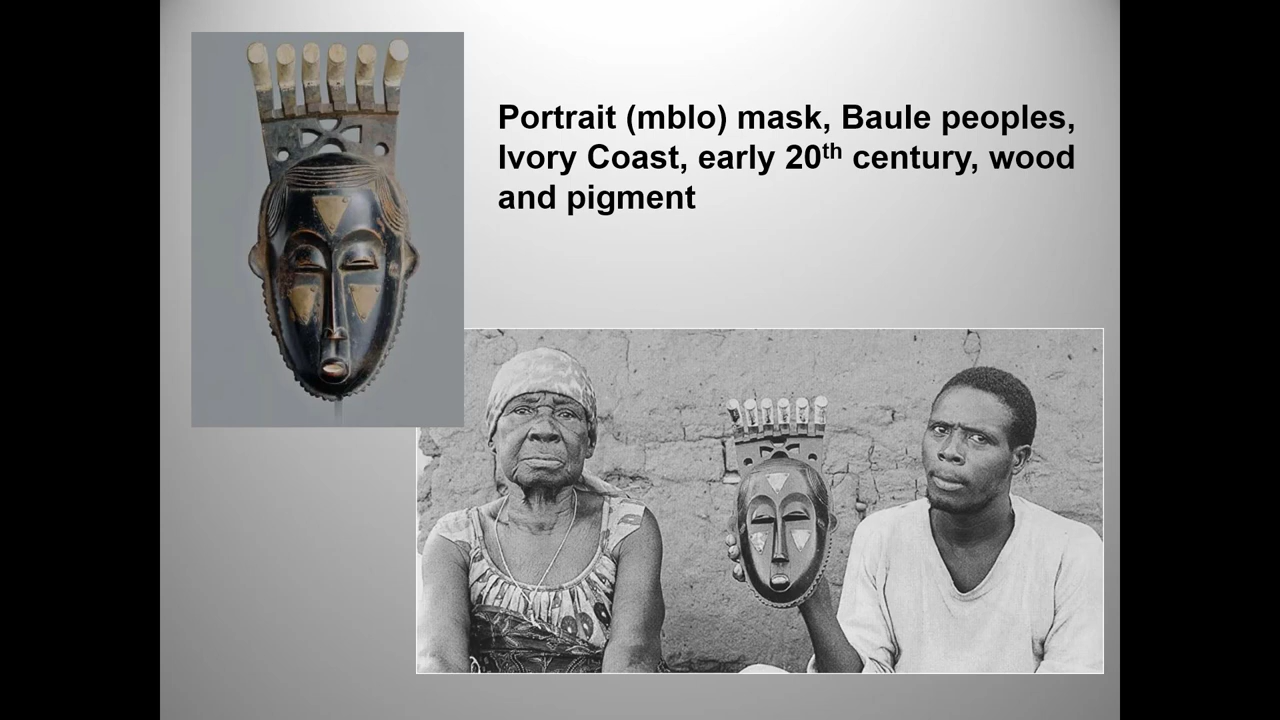 Portrait (mblo) mask, Baule peoples,
Ivory Coast, early 20th century, wood
and pigment